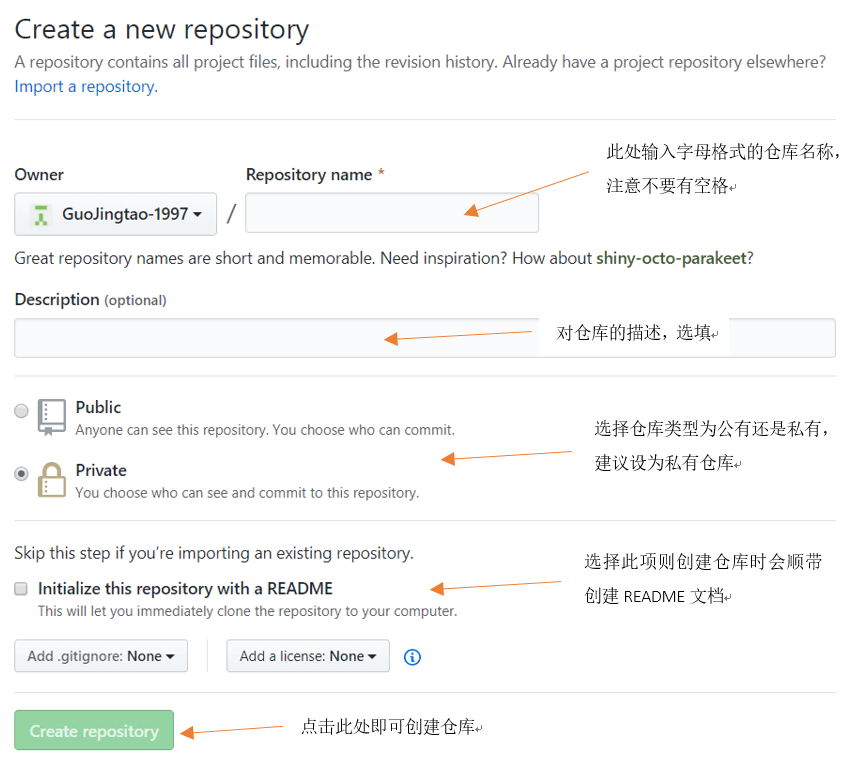 Create a new repository
A repository contains all project files, including the revision history. Already have a project repository elsewhere?
Import a repository.
此处输入字母格式的仓库名称，
注意不要有空格
Owner
Repository name *
GuoJingtao-1997
/
Great repository names are short and memorable. Need inspiration? How about shiny-octo-parakeet?
Description (optional)
对仓库的描述，选填
Public
Anyone can see this repository. You choose who can commit.
选择仓库类型为公有还是私有，
建议设为私有仓库
Private
You choose who can see and commit to this repository.
Skip this step if you’re importing an existing repository.
选择此项则创建仓库时会顺带
创建 README 文档
Initialize this repository with a README
This will let you immediately clone the repository to your computer.
Add .gitignore: None
Add a license: None
Create repository
点击此处即可创建仓库